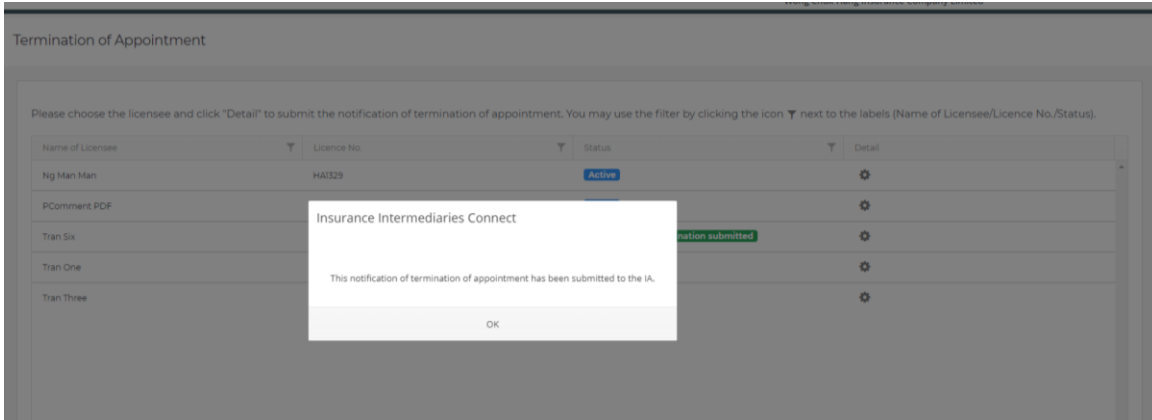 Termination of Appointment
Please choose the licensee and click "Detail" to submit the notification of termination of appointment. You may use the filter by clicking the icon next to the labels (Name of Licensee/Licence No./Status).
Name of Licensee Licence No. Status Detail
Ng Man Man HA1329 Active
PComment PDF
Insurance Intermediaries Connect
Tran Six nation submitted
Tran One
This notification of termination of appointment has been submitted to the IA.
Tran Three
OK